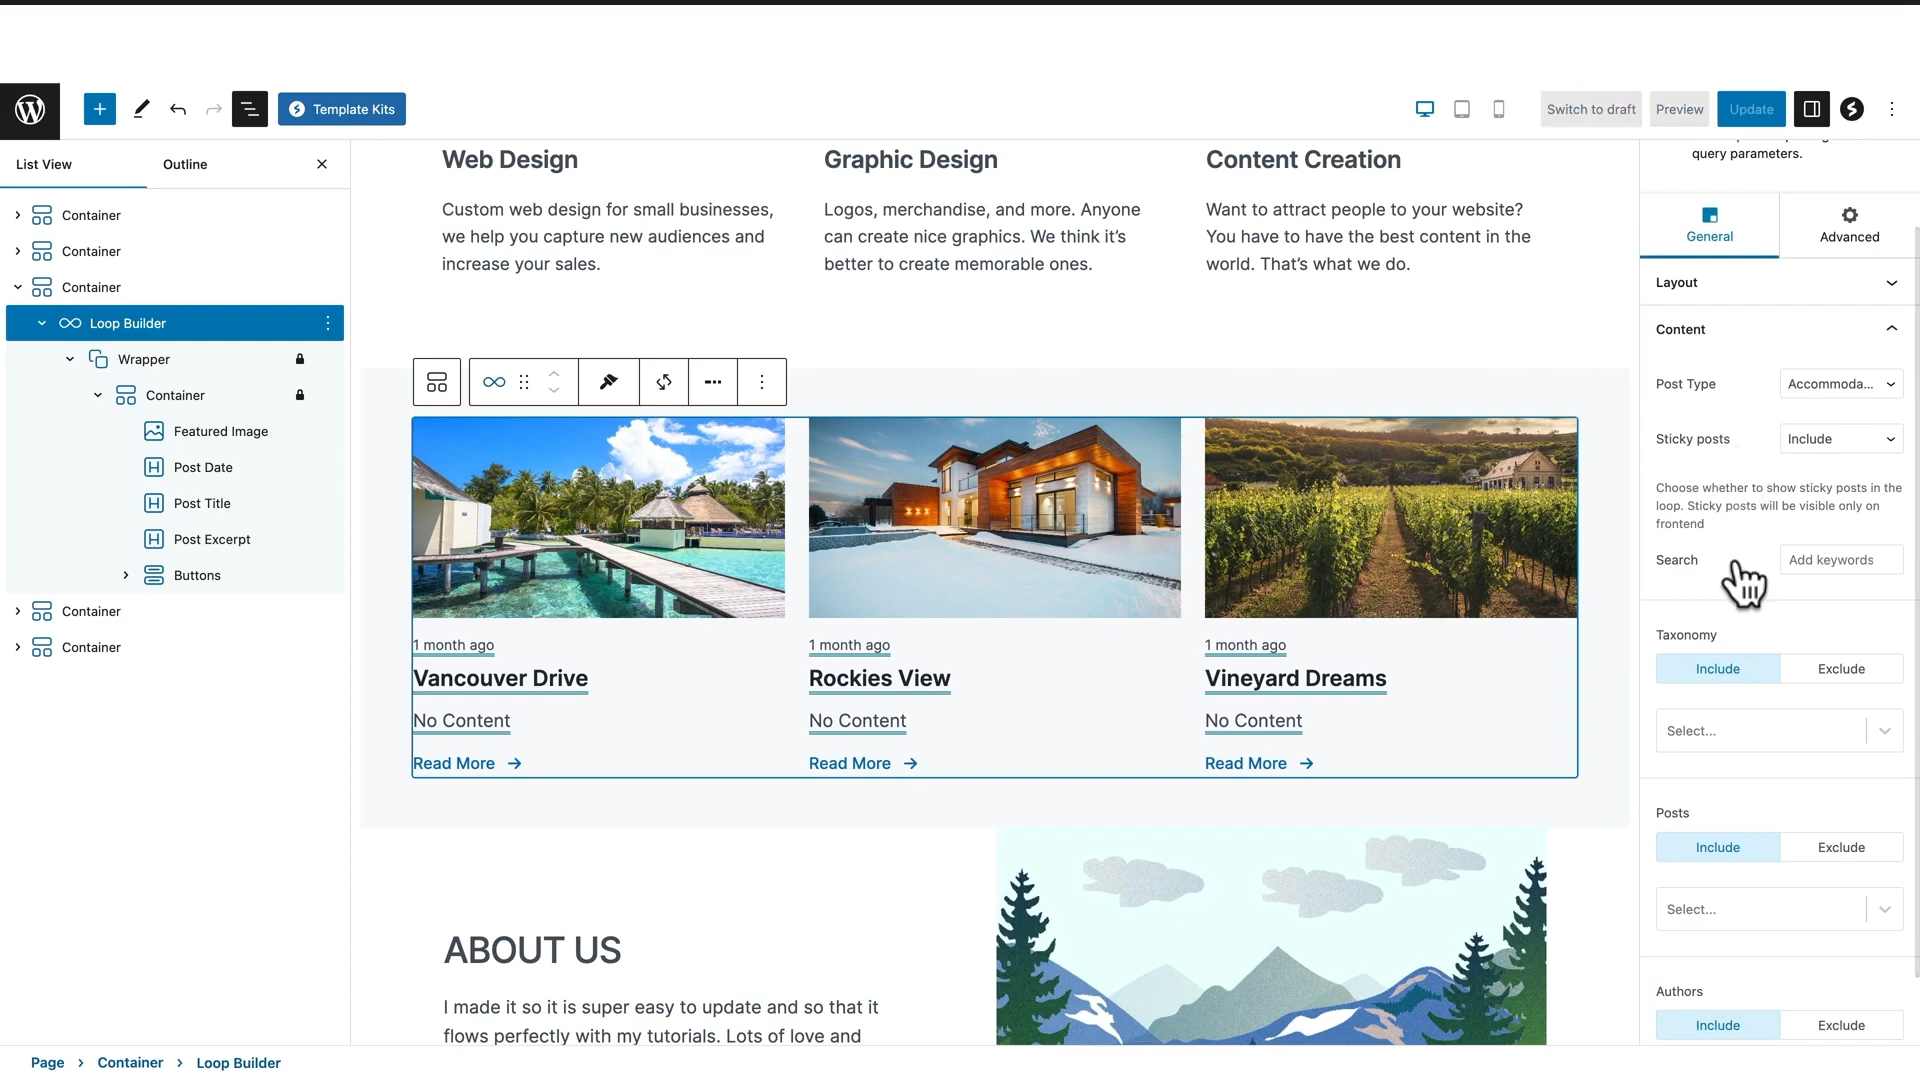 Template Kits
Switch to draft
Preview
Update
List View
Outline
Container
Container
Container
Loop Builder
Wrapper
Container
Featured Image
Post Date
Post Title
Post Excerpt
Buttons
Container
Container
Web Design
Custom web design for small businesses,
we help you capture new audiences and
increase your sales.
Graphic Design
Logos, merchandise, and more. Anyone
can create nice graphics. We think it's
better to create memorable ones.
Content Creation
Want to attract people to your website?
You have to have the best content in the
world. That's what we do.
1 month ago
Vancouver Drive
No Content
Read More
1 month ago
Rockies View
No Content
Read More
1 month ago
Vineyard Dreams
No Content
Read More
ABOUT US
I made it so it is super easy to update and so that it
flows perfectly with my tutorials. Lots of love and
query parameters.
General
Advanced
Layout
Content
Post Type
Accommoda...
Sticky posts
Include
Choose whether to show sticky posts in the
loop. Sticky posts will be visible only on
frontend
Search
Add keywords
Taxonomy
Include
Exclude
Select...
Posts
Include
Exclude
Select...
Authors
Include
Exclude
Page
Container
Loop Builder